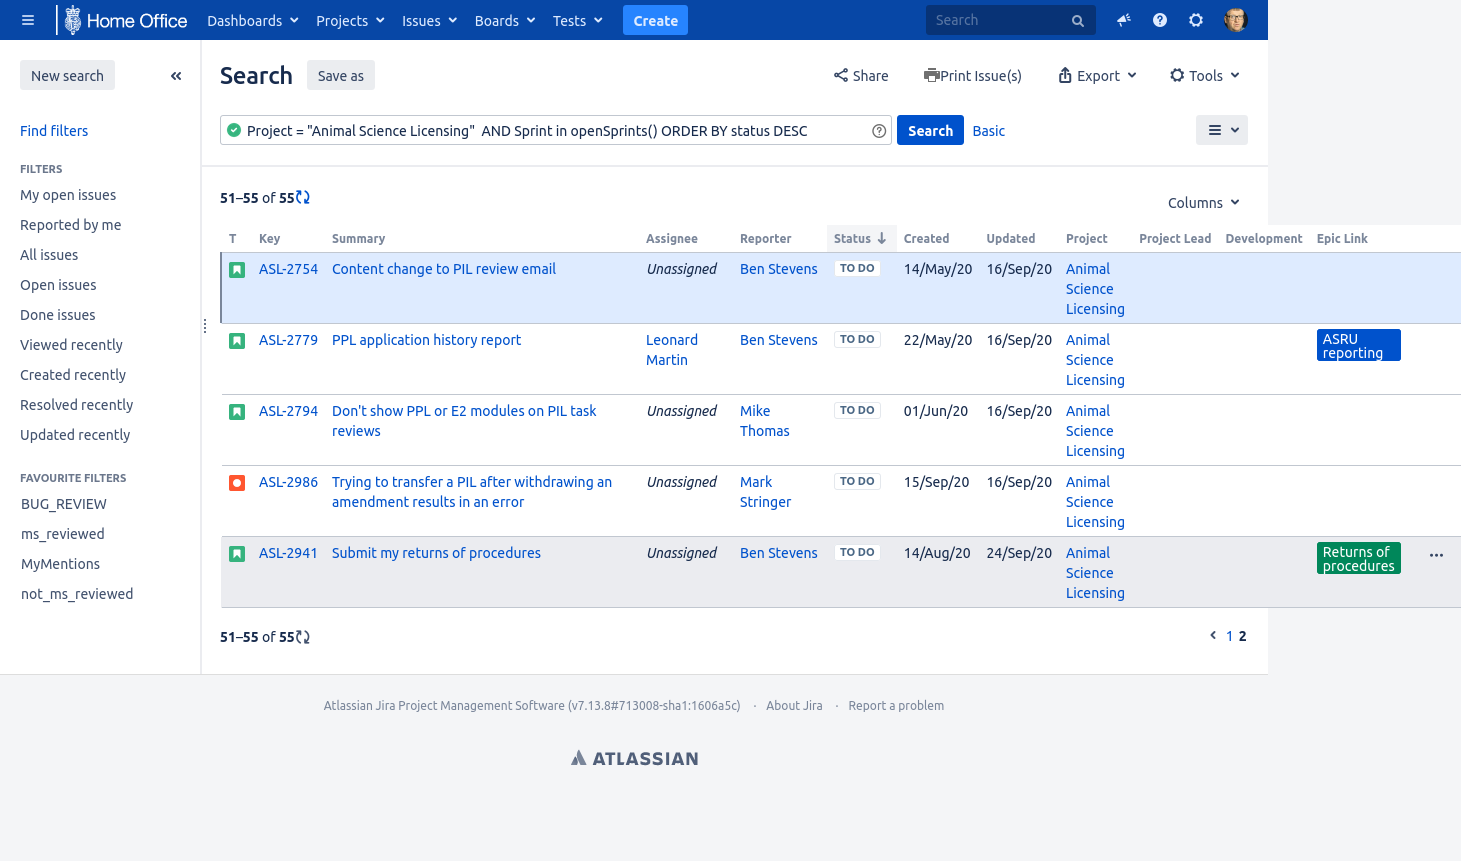 Home Office Dashboards Projects Issues Boards Tests Create Search
New search
Find filters
FILTERS
My open issues
Reported by me
All issues
Open issues
Done issues
Viewed recently
Created recently
Resolved recently
Updated recently
FAVOURITE FILTERS
BUG_REVIEW
ms_reviewed
MyMentions
not_ms_reviewed
Search Save as Share Print Issue(s) Export Tools
Project = "Animal Science Licensing"  AND Sprint in openSprints() ORDER BY status DESC Search Basic
51–55 of 55
Columns
T Key Summary Assignee Reporter Status Created Updated Project Project Lead Development Epic Link
ASL-2754 Content change to PIL review email Unassigned Ben Stevens TO DO 14/May/20 16/Sep/20 Animal
Science
Licensing
ASL-2779 PPL application history report Leonard Ben Stevens TO DO 22/May/20 16/Sep/20 Animal ASRU
Martin Science reporting
Licensing
ASL-2794 Don't show PPL or E2 modules on PIL task Unassigned Mike TO DO 01/Jun/20 16/Sep/20 Animal
reviews Thomas Science
Licensing
ASL-2986 Trying to transfer a PIL after withdrawing an Unassigned Mark TO DO 15/Sep/20 16/Sep/20 Animal
amendment results in an error Stringer Science
Licensing
ASL-2941 Submit my returns of procedures Unassigned Ben Stevens TO DO 14/Aug/20 24/Sep/20 Animal Returns of
Science procedures
Licensing
51–55 of 55 1 2
Atlassian Jira Project Management Software (v7.13.8#713008-sha1:1606a5c) · About Jira · Report a problem
ATLASSIAN